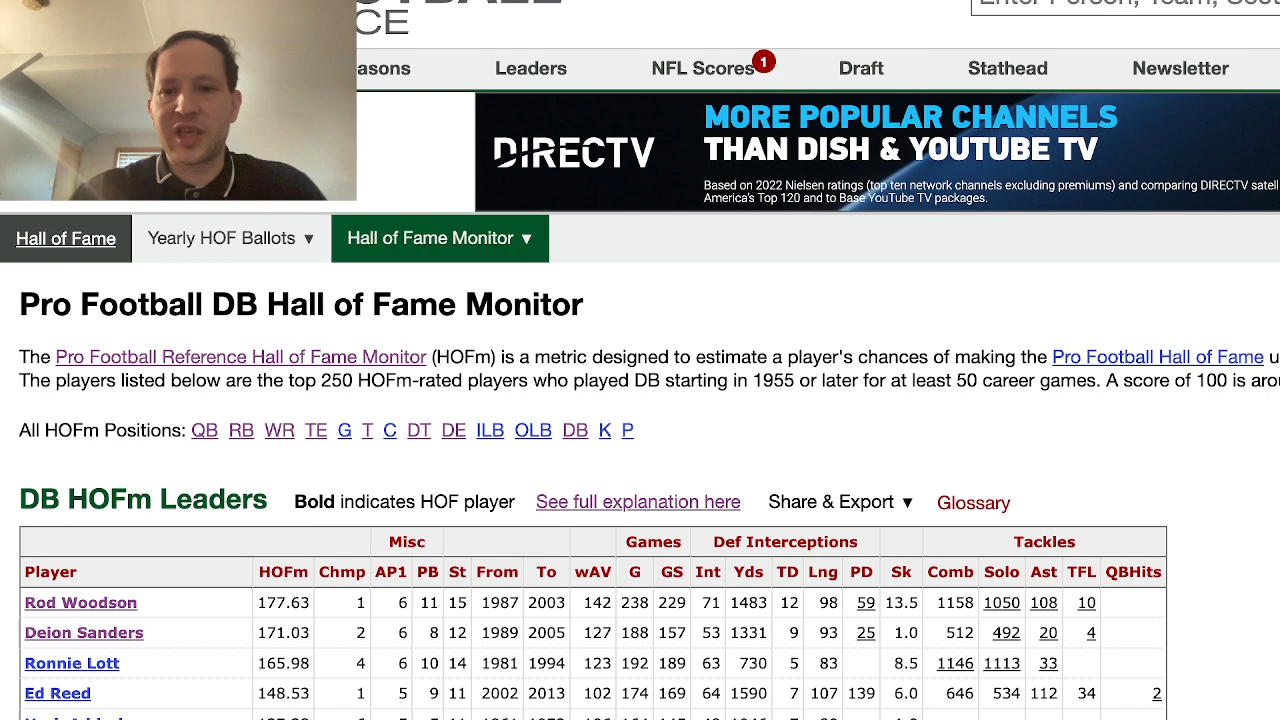 CE
Enter Person, Team, Sect
asons Leaders NFL Scores 1 Draft Stathead Newsletter
DIRECTV
MORE POPULAR CHANNELS
THAN DISH & YOUTUBE TV
Based on 2022 Nielsen ratings (top ten network channels excluding premiums) and comparing DIRECTV satell
America's Top 120 and to Base YouTube TV packages.
Hall of Fame Yearly HOF Ballots ▼ Hall of Fame Monitor ▼
Pro Football DB Hall of Fame Monitor
The Pro Football Reference Hall of Fame Monitor (HOFm) is a metric designed to estimate a player's chances of making the Pro Football Hall of Fame u
The players listed below are the top 250 HOFm-rated players who played DB starting in 1955 or later for at least 50 career games. A score of 100 is arou
All HOFm Positions: QB RB WR TE G T C DT DE ILB OLB DB K P
DB HOFm Leaders Bold indicates HOF player See full explanation here Share & Export ▼ Glossary
Misc Games Def Interceptions Tackles
Player HOFm Chmp AP1 PB St From To wAV G GS Int Yds TD Lng PD Sk Comb Solo Ast TFL QBHits
Rod Woodson 177.63 1 6 11 15 1987 2003 142 238 229 71 1483 12 98 59 13.5 1158 1050 108 10
Deion Sanders 171.03 2 6 8 12 1989 2005 127 188 157 53 1331 9 93 25 1.0 512 492 20 4
Ronnie Lott 165.98 4 6 10 14 1981 1994 123 192 189 63 730 5 83 8.5 1146 1113 33
Ed Reed 148.53 1 5 9 11 2002 2013 102 174 169 64 1590 7 107 139 6.0 646 534 112 34 2